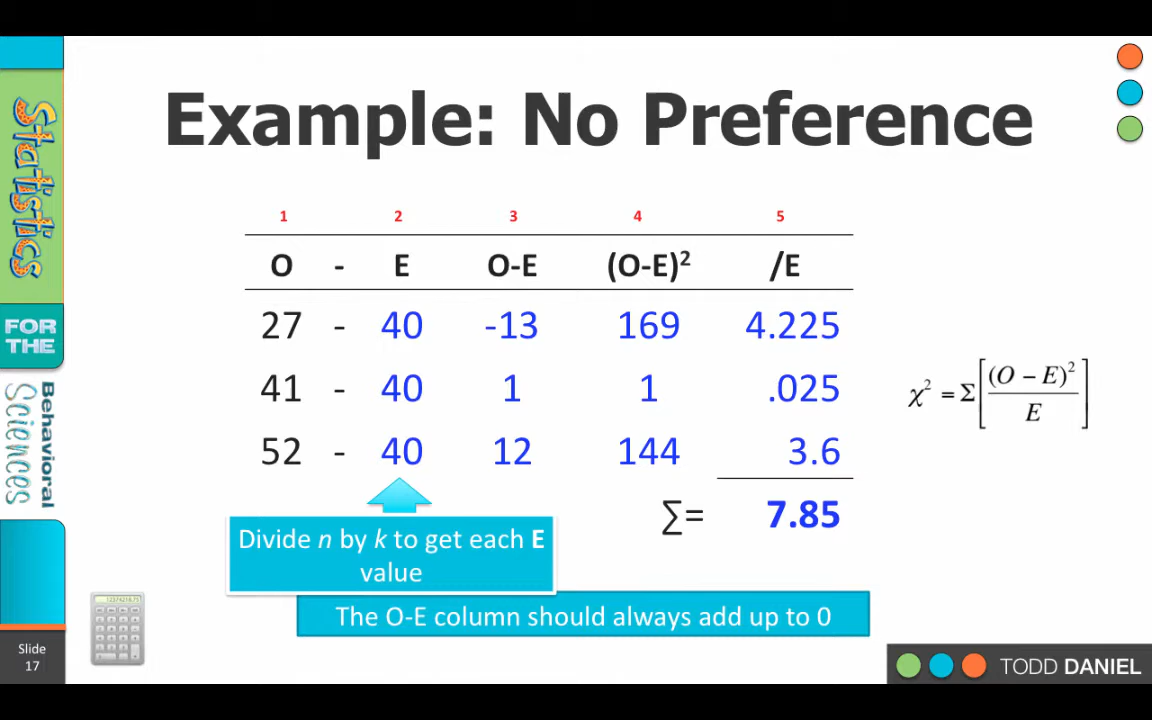 Example: No Preference
1 2 3 4 5
O - E O-E (O-E)² /E
27 - 40 -13 169 4.225
41 - 40 1 1 .025
52 - 40 12 144 3.6
∑= 7.85
χ² = Σ[(O − E)² / E]
Divide n by k to get each E
value
The O-E column should always add up to 0
Statistics
FOR
THE
Behavioral
Sciences
Slide
17
12374218.71
TODD DANIEL